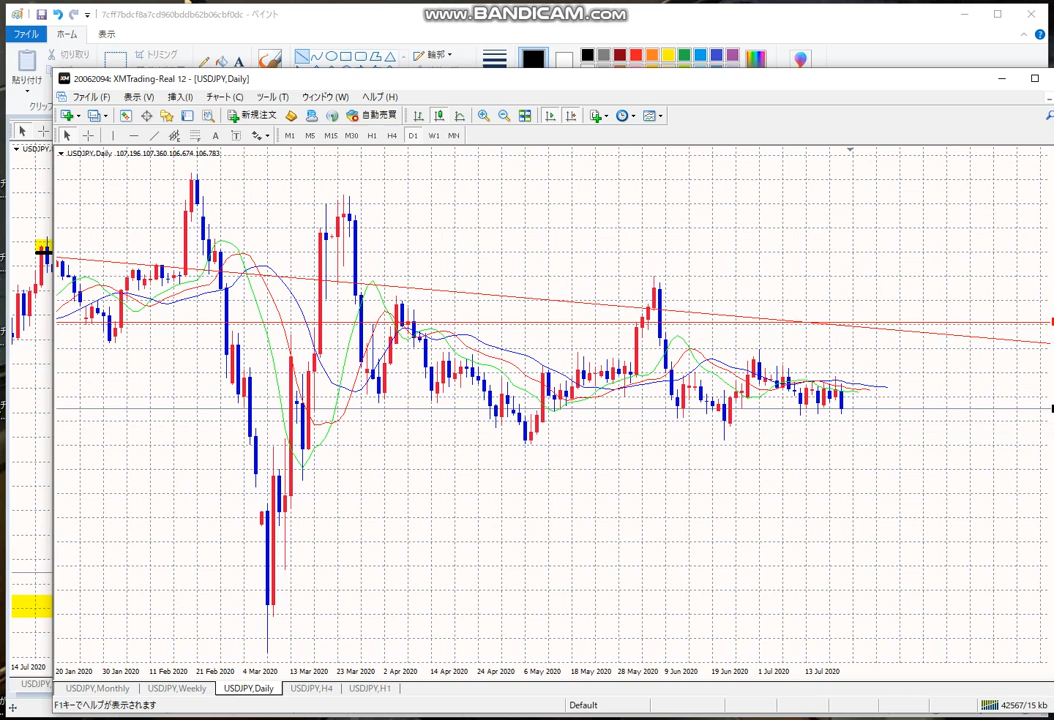 7cff7bdcf8a7cd960bddb62b06cbf0dc - ペイント
www.BANDICAM.com
ファイル ホーム 表示
切り取り トリミング 輪郭
貼り付け
クリップ
20062094: XMTrading-Real 12 - [USDJPY,Daily]
ファイル (F) 表示 (V) 挿入(I) チャート (C) ツール (T) ウィンドウ (W) ヘルプ (H)
新規注文 自動売買
A T M1 M5 M15 M30 H1 H4 D1 W1 MN
USDJPY,Daily 107.196 107.360 106.674 106.783
14 Jul 2020
20 Jan 2020 30 Jan 2020 11 Feb 2020 21 Feb 2020 4 Mar 2020 13 Mar 2020 23 Mar 2020 2 Apr 2020 14 Apr 2020 24 Apr 2020 6 May 2020 18 May 2020 28 May 2020 9 Jun 2020 19 Jun 2020 1 Jul 2020 13 Jul 2020
USDJPY, USDJPY,Monthly USDJPY,Weekly USDJPY,Daily USDJPY,H4 USDJPY,H1
F1キーでヘルプが表示されます Default 42567/15 kb